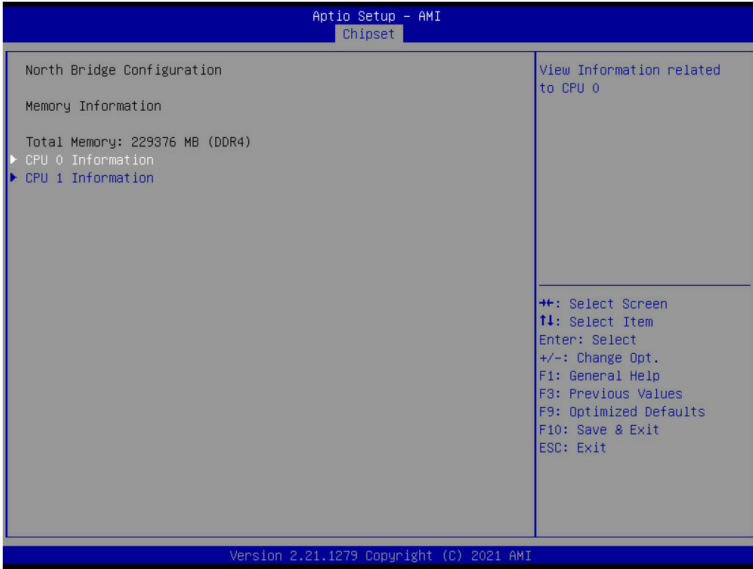 Aptio Setup – AMI
Chipset
North Bridge Configuration
Memory Information
Total Memory: 229376 MB (DDR4)
▶ CPU 0 Information
▶ CPU 1 Information
View Information related
to CPU 0
→←: Select Screen
↑↓: Select Item
Enter: Select
+/-: Change Opt.
F1: General Help
F3: Previous Values
F9: Optimized Defaults
F10: Save & Exit
ESC: Exit
Version 2.21.1279 Copyright (C) 2021 AMI